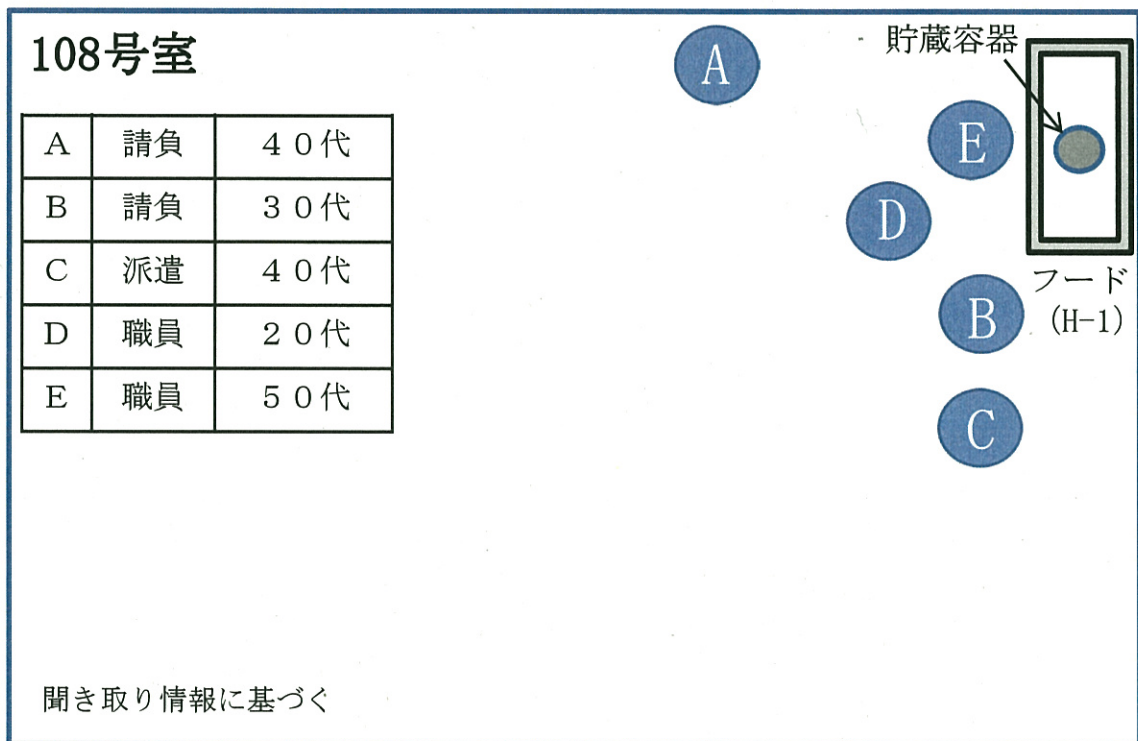 108号室
貯蔵容器
A 請負 40代
B 請負 30代
C 派遣 40代
D 職員 20代
E 職員 50代
A
E
D
B
C
フード
(H-1)
聞き取り情報に基づく